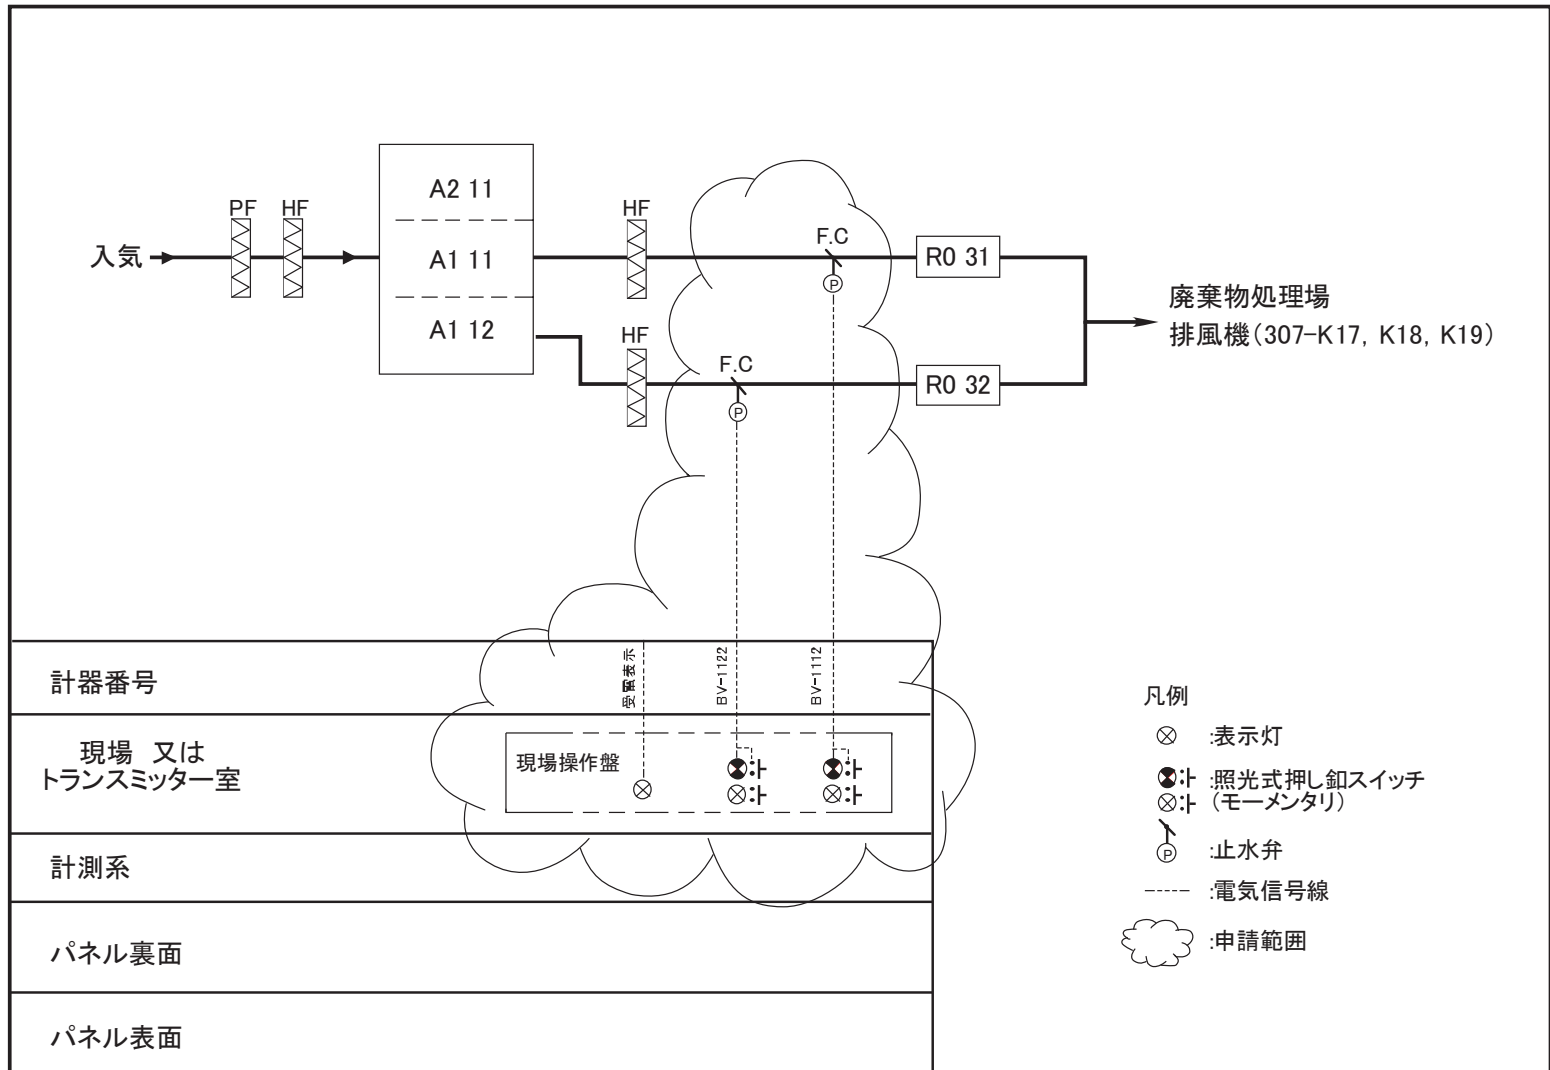 PF
HF
入気
A2 11
A1 11
A1 12
HF
HF
F.C
P
F.C
P
R0 31
R0 32
廃棄物処理場
排風機(307-K17, K18, K19)
計器番号
受電表示
BV-1122
BV-1112
現場 又は
トランスミッター室
現場操作盤
計測系
パネル裏面
パネル表面
凡例
:表示灯
:照光式押し釦スイッチ
(モーメンタリ)
P
:止水弁
:電気信号線
:申請範囲